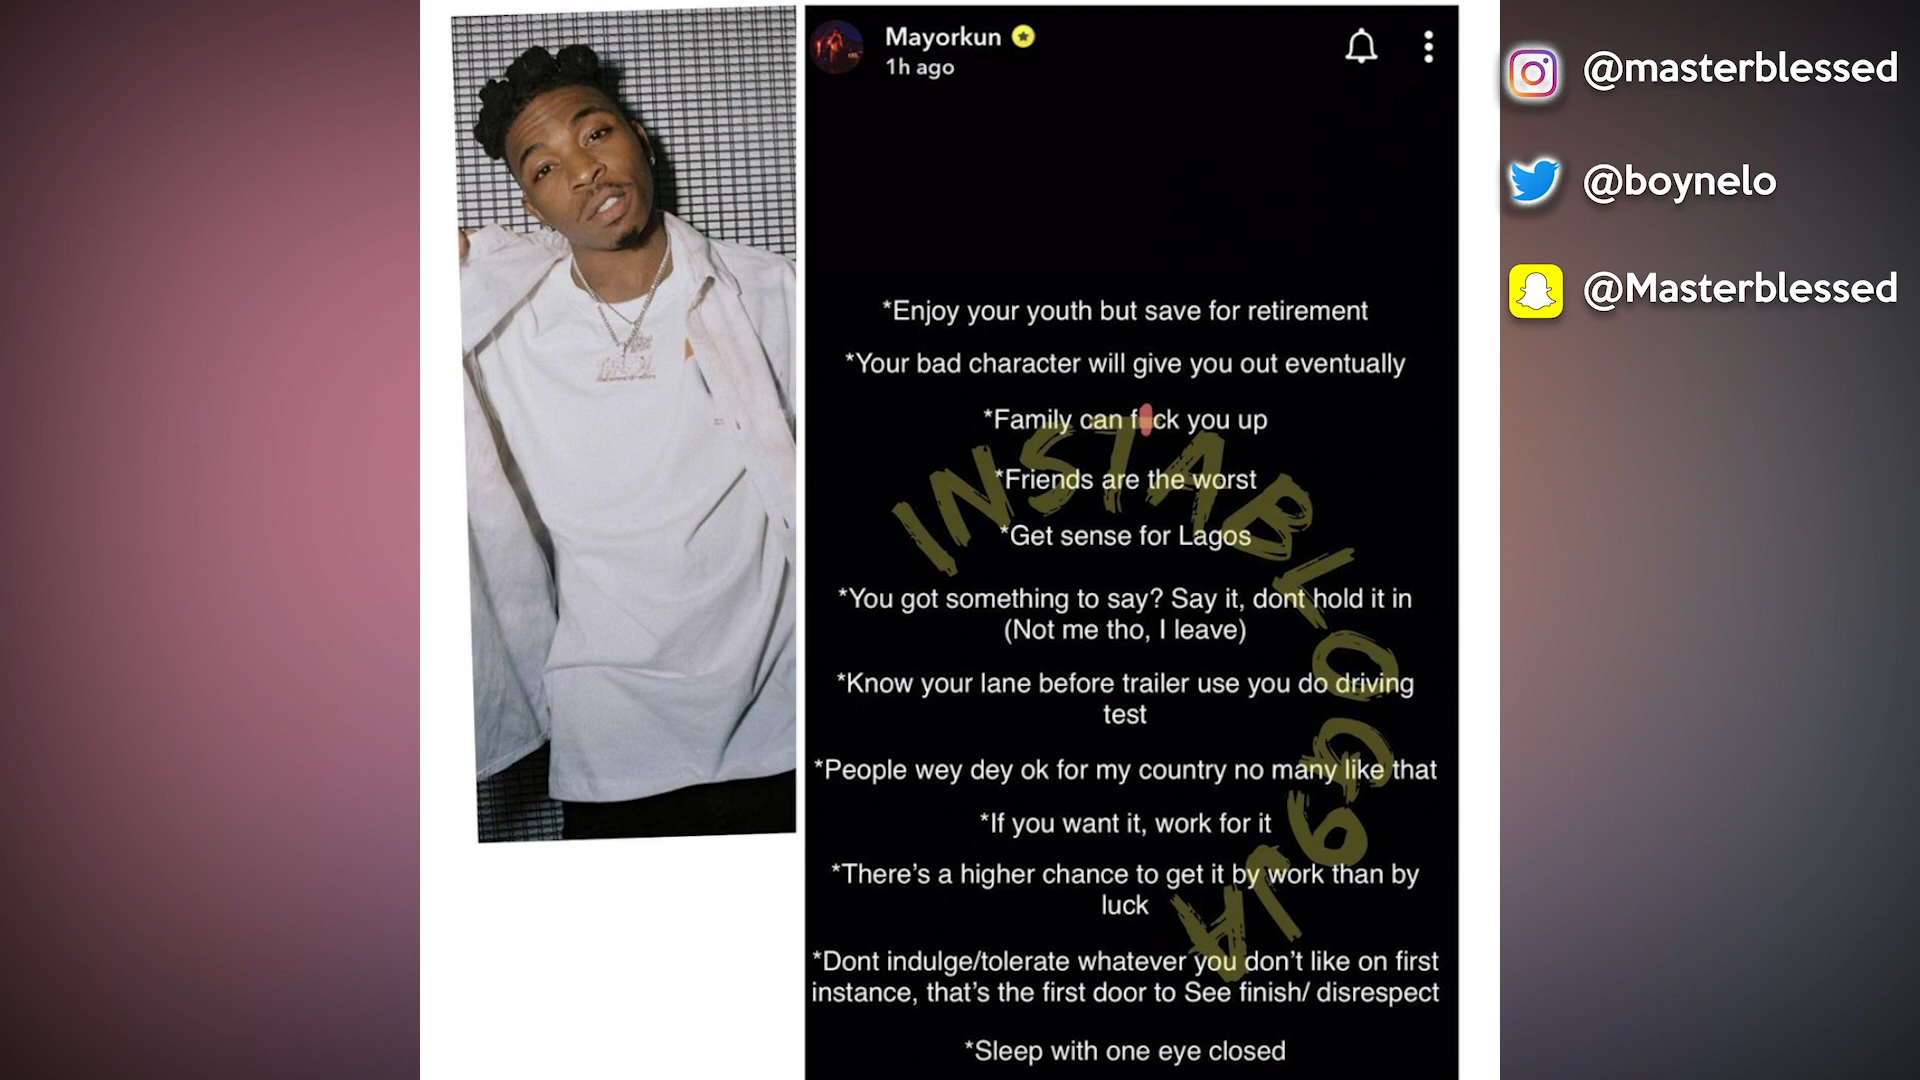 Mayorkun
1h ago
*Enjoy your youth but save for retirement
*Your bad character will give you out eventually
*Family can f ck you up
*Friends are the worst
*Get sense for Lagos
*You got something to say? Say it, dont hold it in
(Not me tho, I leave)
*Know your lane before trailer use you do driving
test
*People wey dey ok for my country no many like that
*If you want it, work for it
*There's a higher chance to get it by work than by
luck
*Dont indulge/tolerate whatever you don't like on first
instance, that's the first door to See finish/ disrespect
*Sleep with one eye closed
INSTABLOG9JA
@masterblessed
@boynelo
@Masterblessed